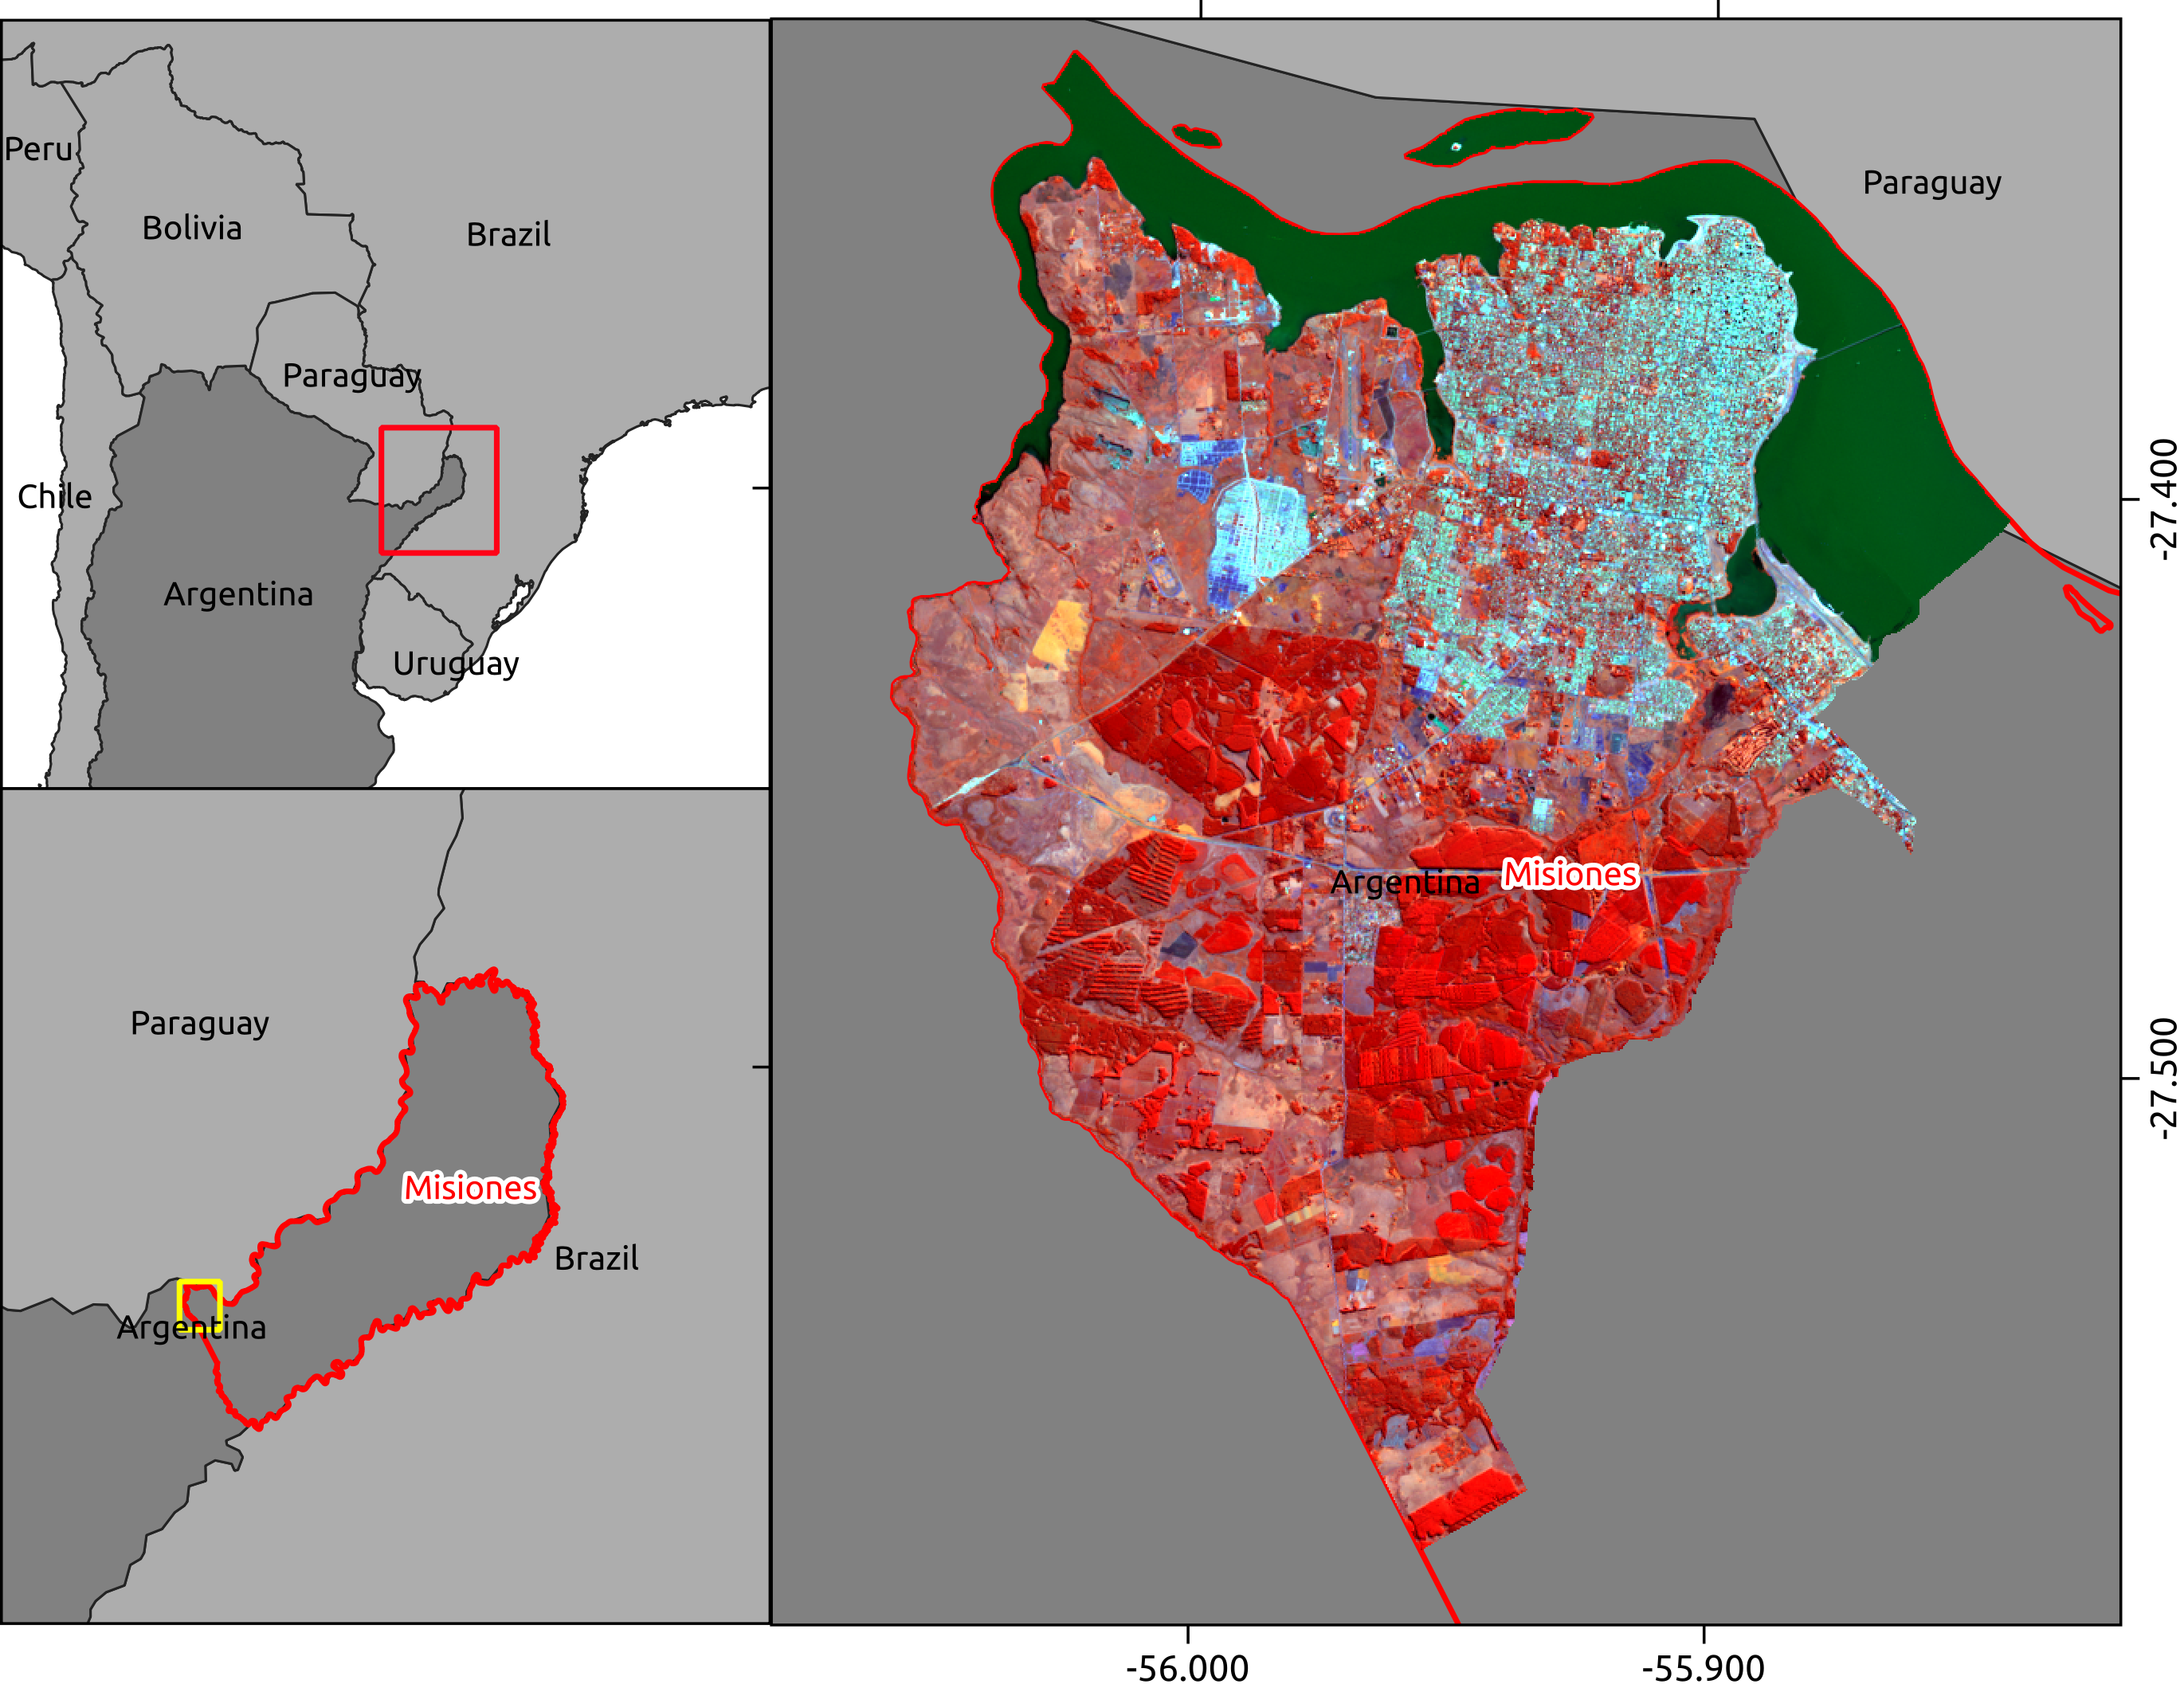 Peru
Bolivia
Brazil
Paraguay
Chile
Argentina
Uruguay
Paraguay
Misiones
Brazil
Argentina
Paraguay
Misiones
Argentina
-27.400
-27.500
-56.000
-55.900